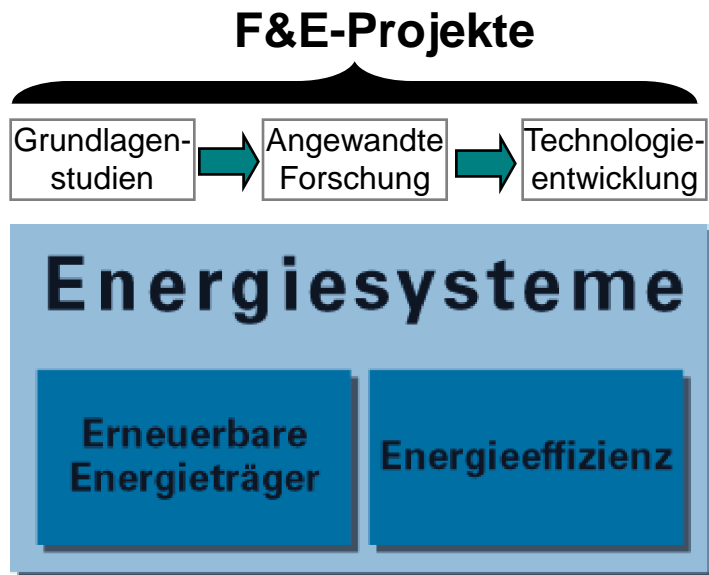 F&E-Projekte
Grundlagen-
studien
Angewandte
Forschung
Technologie-
entwicklung
Energiesysteme
Erneuerbare
Energieträger
Energieeffizienz